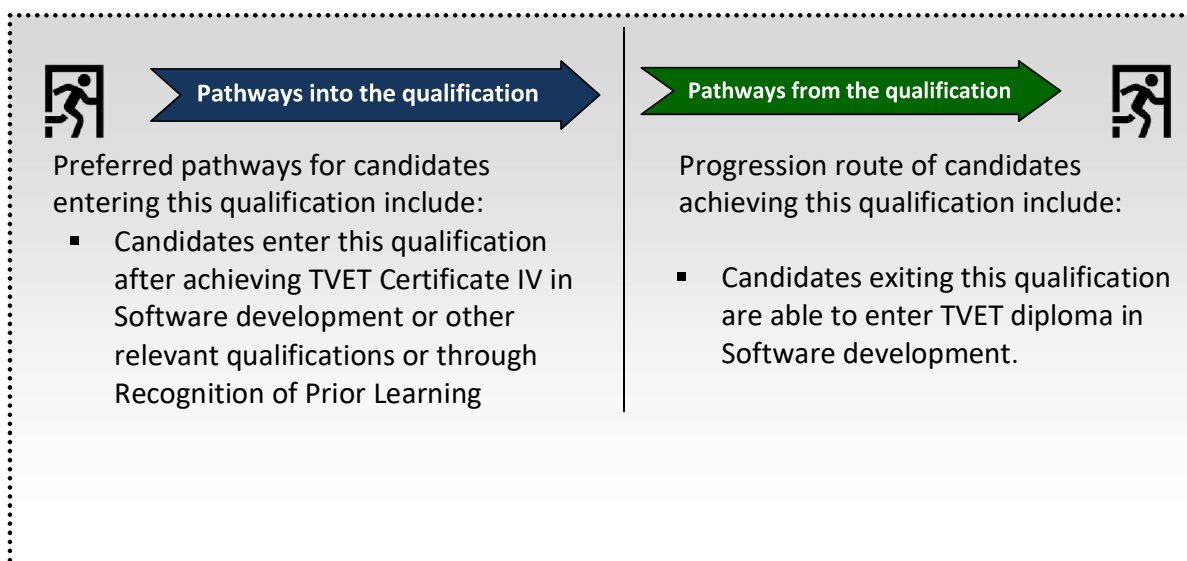 Pathways into the qualification
Preferred pathways for candidates
entering this qualification include:
▪ Candidates enter this qualification
after achieving TVET Certificate IV in
Software development or other
relevant qualifications or through
Recognition of Prior Learning
Pathways from the qualification
Progression route of candidates
achieving this qualification include:
▪ Candidates exiting this qualification
are able to enter TVET diploma in
Software development.